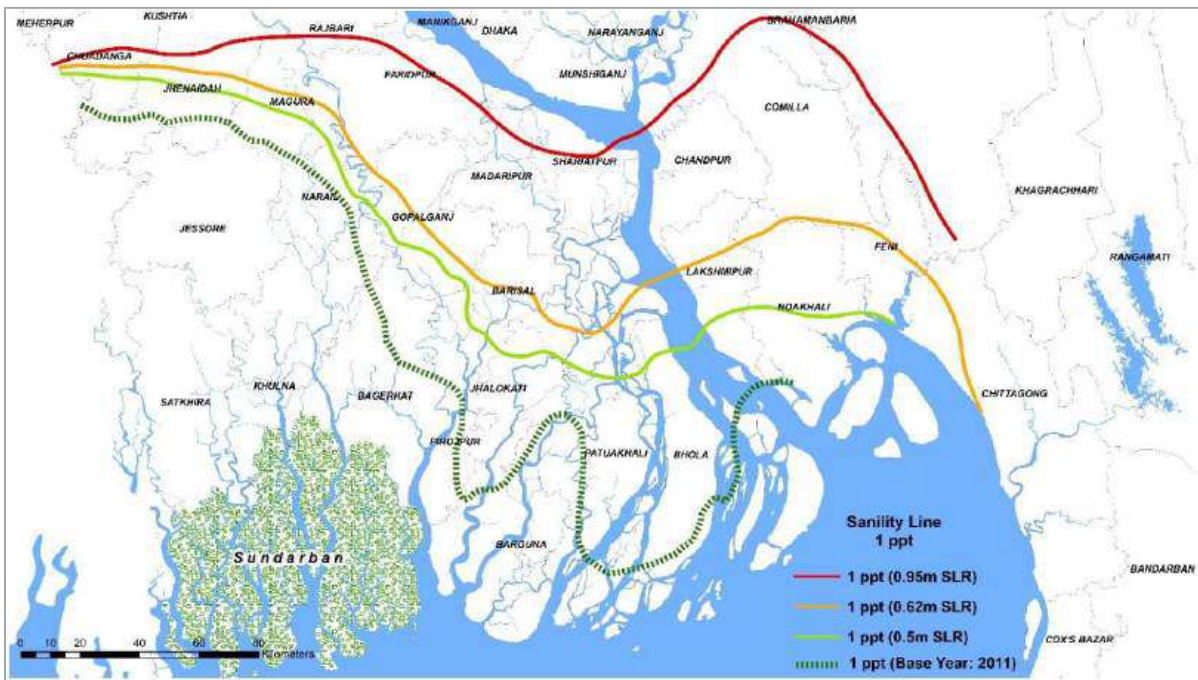 MEHERPUR
KUSHTIA
RAJBARI
MANIKGANJ
DHAKA
NARAYANGANJ
BRAHAMANBARIA
CHUADANGA
FARIDPUR
MUNSHIGANJ
JHENAIDAH
MAGURA
COMILLA
SHARIATPUR
CHANDPUR
MADARIPUR
KHAGRACHHARI
NARAIL
GOPALGANJ
JESSORE
FENI
RANGAMATI
LAKSHMIPUR
BARISAL
NOAKHALI
KHULNA
JHALOKATI
CHITTAGONG
SATKHIRA
BAGERHAT
PIROJPUR
PATUAKHALI
BHOLA
Sundarban
BARGUNA
BANDARBAN
COX'S BAZAR
Sanility Line
1 ppt
1 ppt (0.95m SLR)
1 ppt (0.62m SLR)
1 ppt (0.5m SLR)
1 ppt (Base Year: 2011)
0 10 20 40 60 80
Kilometers